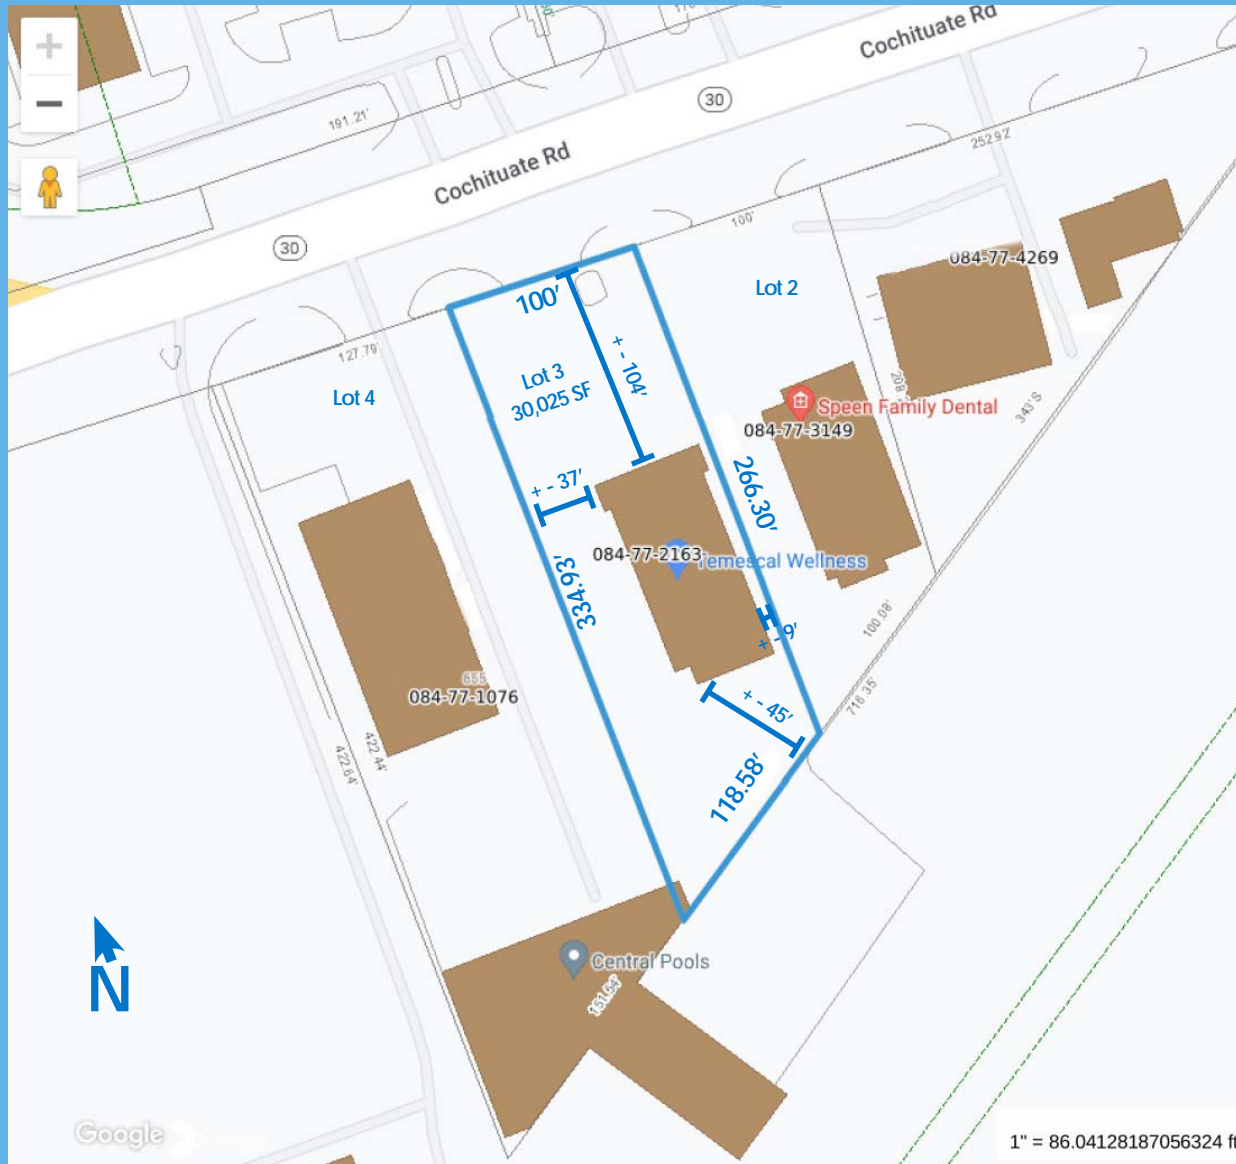 Cochituate Rd
30
191.21'
252.92'
Cochituate Rd
100'
30
084-77-4269
Lot 2
100'
+ - 104'
127.79'
Lot 3
30,025 SF
Lot 4
343'S
Speen Family Dental
084-77-3149
266.30'
+ - 37'
084-77-2163
Temescal Wellness
334.93'
100.08'
+ - 9'
655
084-77-1076
716.35'
+ - 45'
422.44'
422.64'
118.58'
N
Central Pools
151.64'
Google
1" = 86.04128187056324 ft